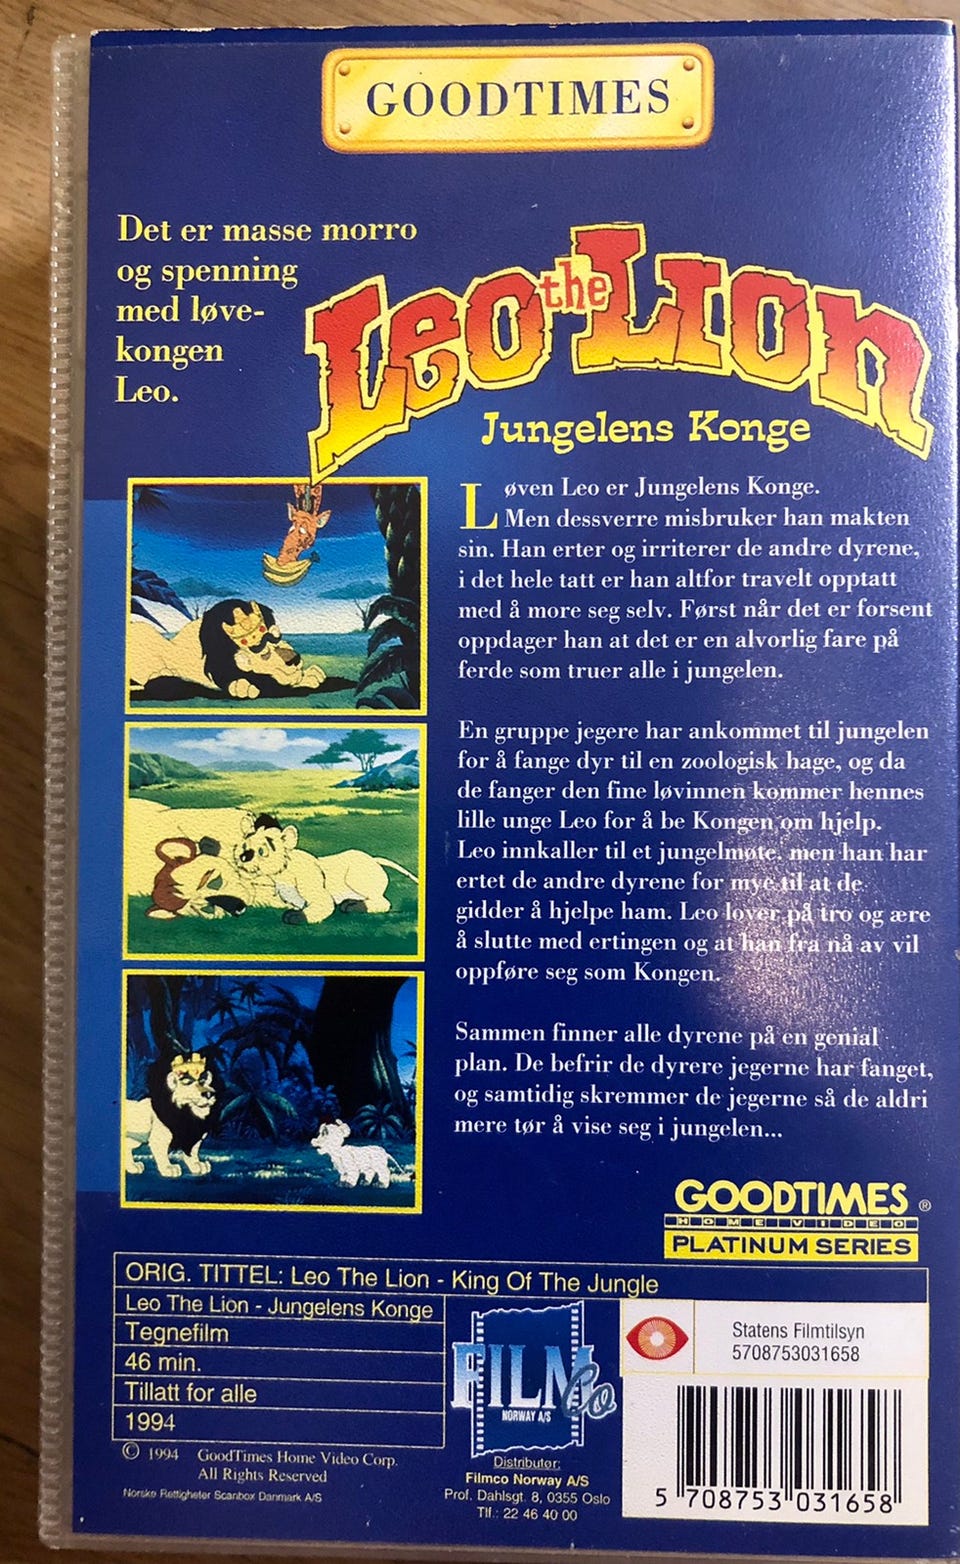 GOODTIMES
Det er masse morro
og spenning
med løve-
kongen
Leo.
Leo the Lion
Jungelens Konge
Løven Leo er Jungelens Konge.
Men dessverre misbruker han makten
sin. Han erter og irriterer de andre dyrene,
i det hele tatt er han altfor travelt opptatt
med å more seg selv. Først når det er forsent
oppdager han at det er en alvorlig fare på
ferde som truer alle i jungelen.
En gruppe jegere har ankommet til jungelen
for å fange dyr til en zoologisk hage, og da
de fanger den fine løvinnen kommer hennes
lille unge Leo for å be Kongen om hjelp.
Leo innkaller til et jungelmøte, men han har
ertet de andre dyrene for mye til at de
gidder å hjelpe ham. Leo lover på tro og ære
å slutte med ertingen og at han fra nå av vil
oppføre seg som Kongen.
Sammen finner alle dyrene på en genial
plan. De befrir de dyrere jegerne har fanget,
og samtidig skremmer de jegerne så de aldri
mere tør å vise seg i jungelen...
GOODTIMES ®
HOME VIDEO
PLATINUM SERIES
ORIG. TITTEL: Leo The Lion - King Of The Jungle
Leo The Lion - Jungelens Konge
Tegnefilm
46 min.
Tillatt for alle
1994
© 1994 GoodTimes Home Video Corp.
All Rights Reserved
Norske Rettigheter Scanbox Danmark A/S
FILM Co
NORWAY A/S
Distributør:
Filmco Norway A/S
Prof. Dahlsgt. 8, 0355 Oslo
Tlf.: 22 46 40 00
Statens Filmtilsyn
5708753031658
5 708753 031658